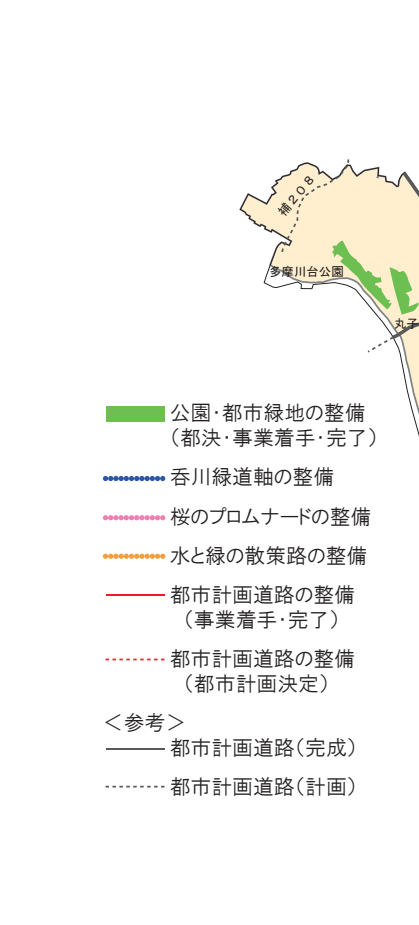 補208
多摩川台公園
丸子
公園・都市緑地の整備
（都決・事業着手・完了）
呑川緑道軸の整備
桜のプロムナードの整備
水と緑の散策路の整備
都市計画道路の整備
（事業着手・完了）
都市計画道路の整備
（都市計画決定）
＜参考＞
都市計画道路（完成）
都市計画道路（計画）